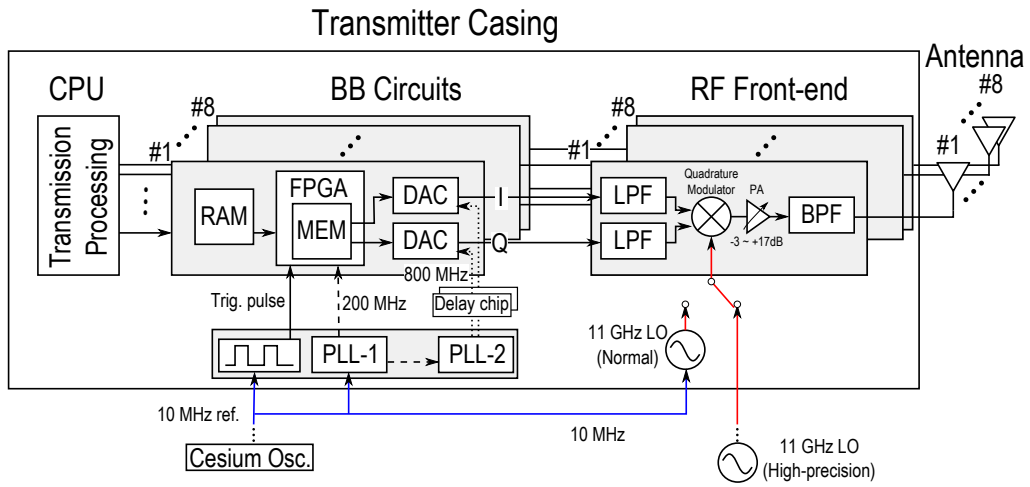 Transmitter Casing
Antenna
CPU
BB Circuits
RF Front-end
#8
#8
#8
#1
#1
#1
Transmission
Processing
RAM
FPGA
MEM
DAC
DAC
I
Q
LPF
LPF
Quadrature
Modulator
PA
-3 ~ +17dB
BPF
800 MHz
Trig. pulse
200 MHz
Delay chip
PLL-1
PLL-2
11 GHz LO
(Normal)
10 MHz ref.
10 MHz
Cesium Osc.
11 GHz LO
(High-precision)